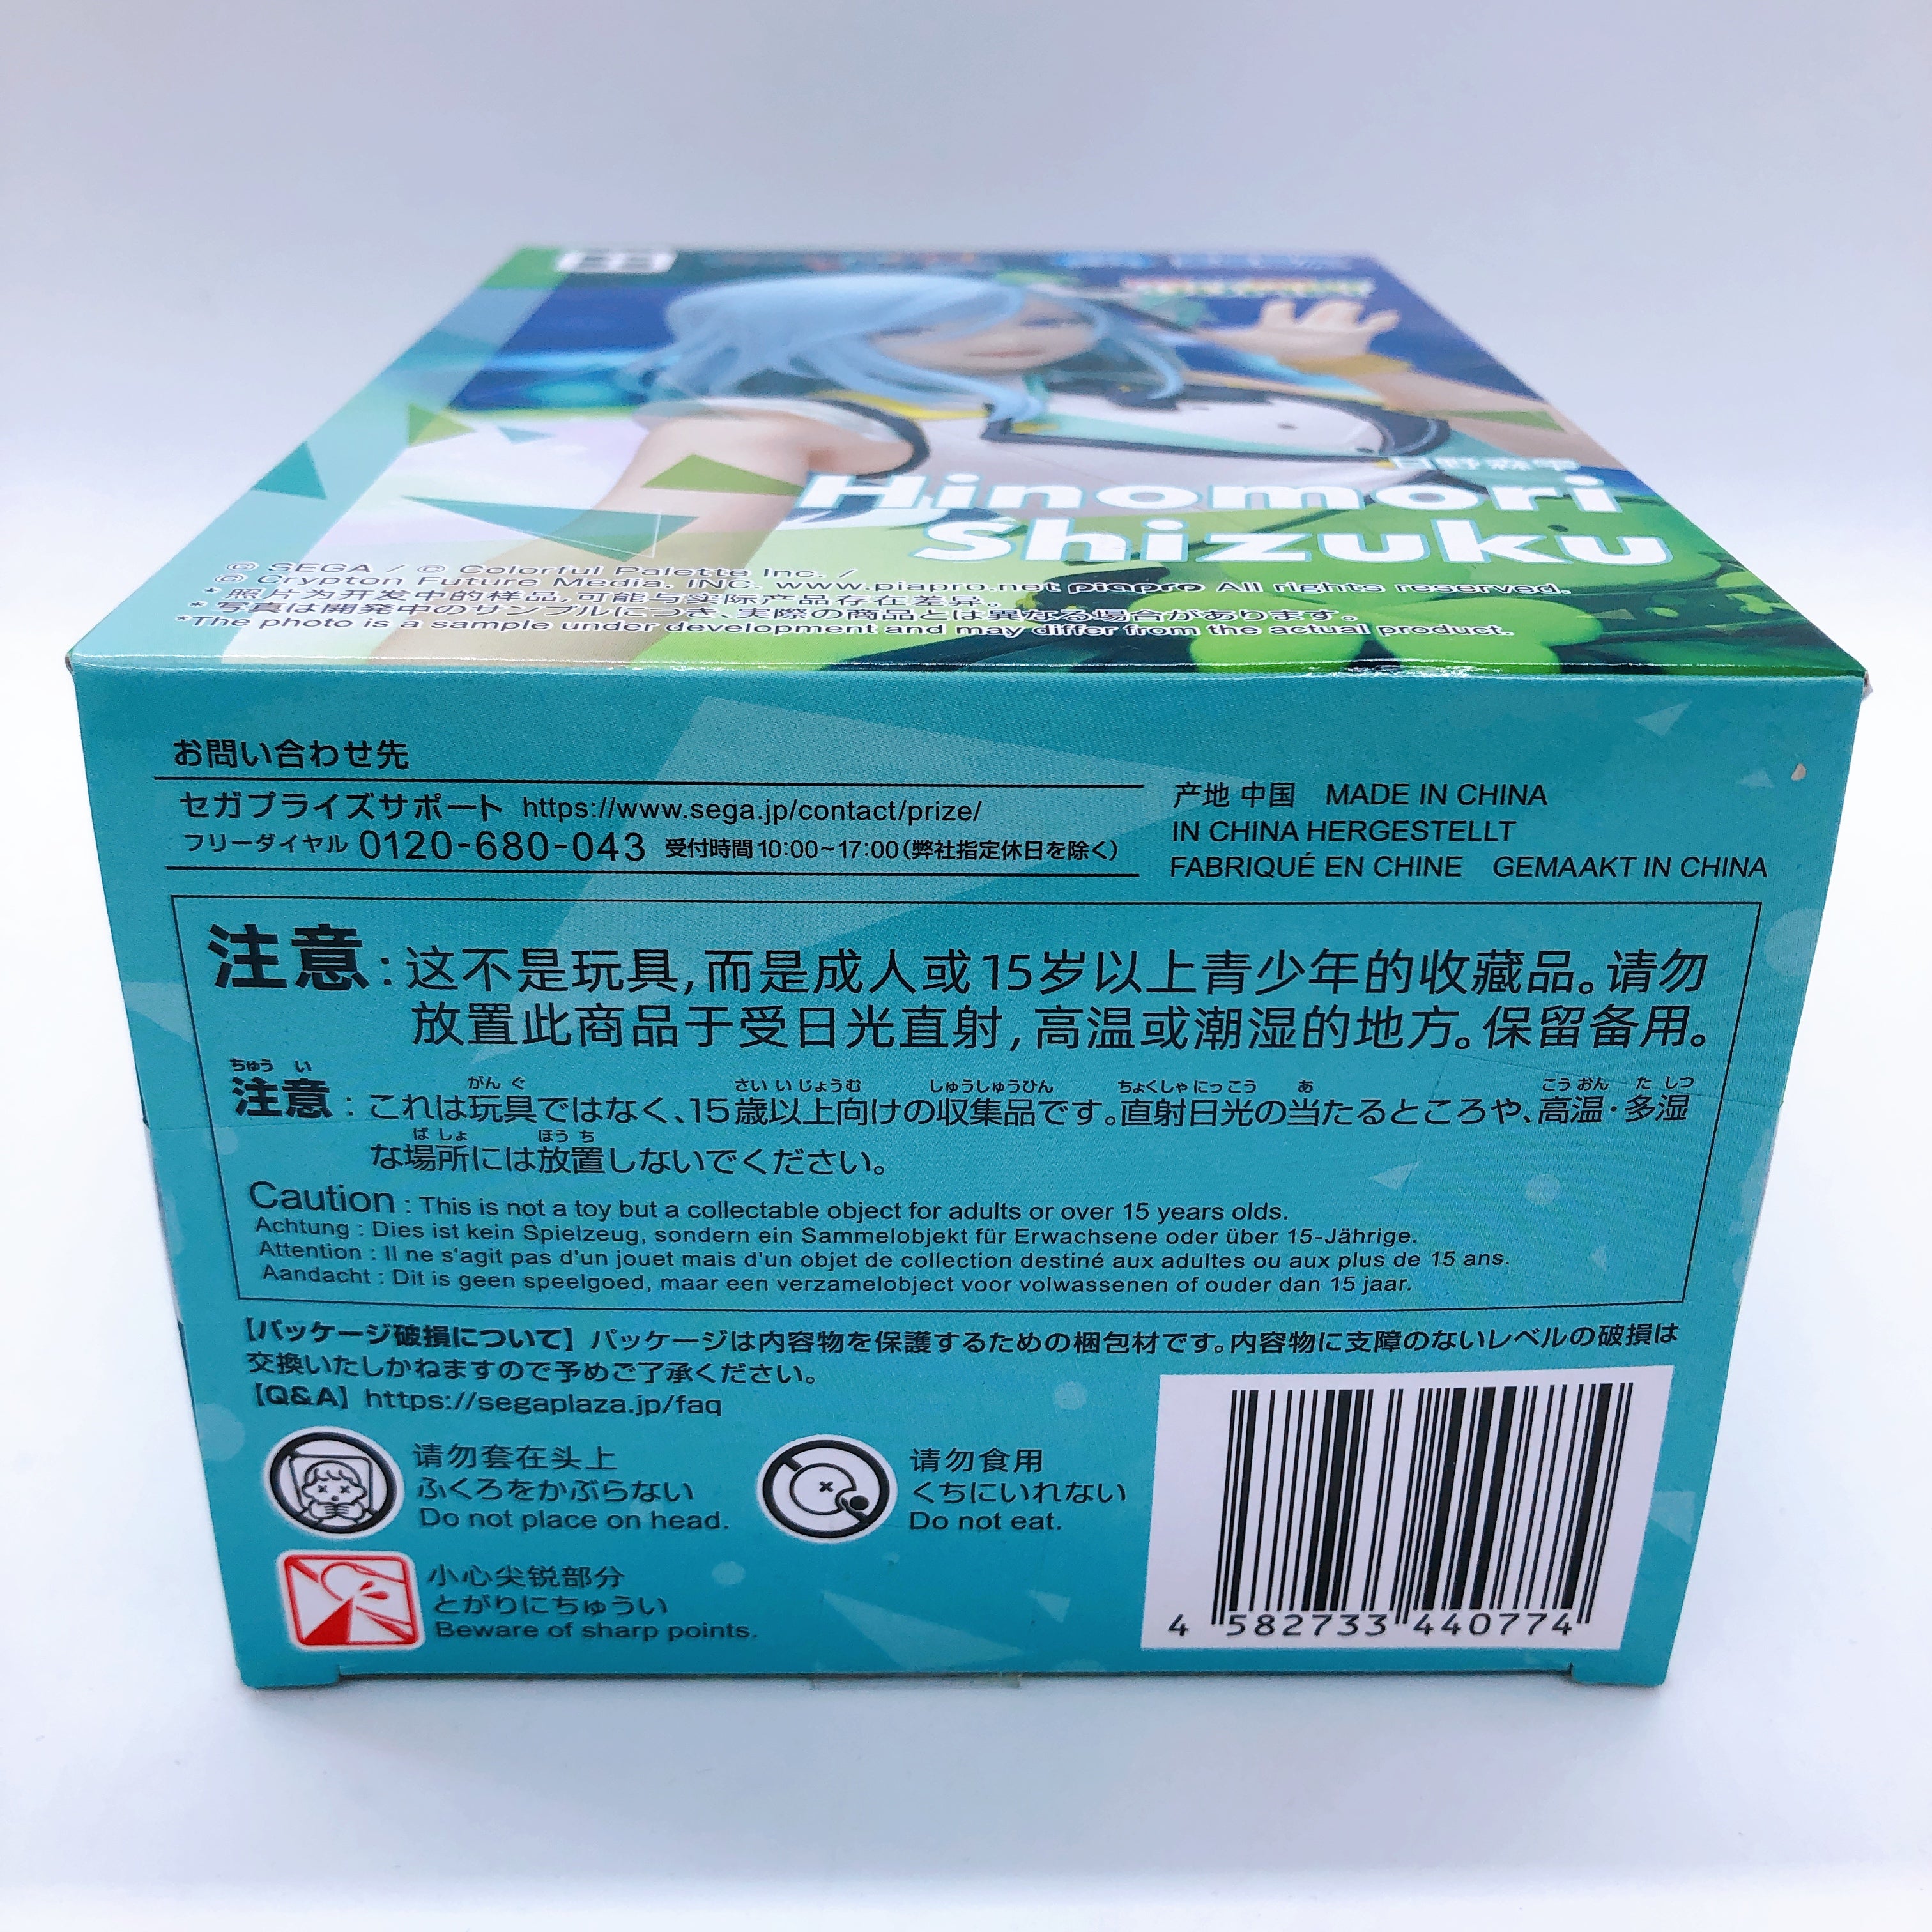 日野森雫
Hinomori
Shizuku
© SEGA / © Colorful Palette Inc. /
© Crypton Future Media, INC. www.piapro.net piapro All rights reserved.
*照片为开发中的样品,可能与实际产品存在差异。
*写真は開発中のサンプルにつき、実際の商品とは異なる場合があります。
*The photo is a sample under development and may differ from the actual product.
お問い合わせ先
セガプライズサポート https://www.sega.jp/contact/prize/
フリーダイヤル 0120-680-043 受付時間10:00~17:00(弊社指定休日を除く)
产地 中国 MADE IN CHINA
IN CHINA HERGESTELLT
FABRIQUÉ EN CHINE GEMAAKT IN CHINA
注意:这不是玩具,而是成人或15岁以上青少年的收藏品。请勿
放置此商品于受日光直射,高温或潮湿的地方。保留备用。
ちゅう い がん ぐ さい い じょう む しゅうしゅうひん ちょくしゃ にっこう あ こう おん た しつ
注意:これは玩具ではなく、15歳以上向けの収集品です。直射日光の当たるところや、高温・多湿
ば しょ ほう ち
な場所には放置しないでください。
Caution : This is not a toy but a collectable object for adults or over 15 years olds.
Achtung : Dies ist kein Spielzeug, sondern ein Sammelobjekt für Erwachsene oder über 15-Jährige.
Attention : Il ne s'agit pas d'un jouet mais d'un objet de collection destiné aux adultes ou aux plus de 15 ans.
Aandacht : Dit is geen speelgoed, maar een verzamelobject voor volwassenen of ouder dan 15 jaar.
【パッケージ破損について】パッケージは内容物を保護するための梱包材です。内容物に支障のないレベルの破損は
交換いたしかねますので予めご了承ください。
【Q&A】https://segaplaza.jp/faq
请勿套在头上
ふくろをかぶらない
Do not place on head.
请勿食用
くちにいれない
Do not eat.
小心尖锐部分
とがりにちゅうい
Beware of sharp points.
4 582733 440774